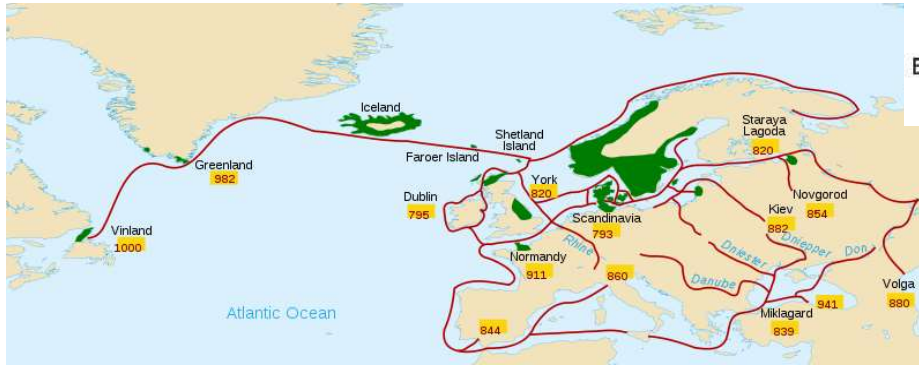 E
Iceland
Shetland
Island
Faroer Island
Greenland
982
Staraya
Lagoda
820
York
820
Dublin
795
Novgorod
854
Kiev
882
Scandinavia
793
Vinland
1000
Normandy
911
Rhine
860
Dniester
Dniepper
Don
Danube
Volga
880
941
Miklagard
839
844
Atlantic Ocean